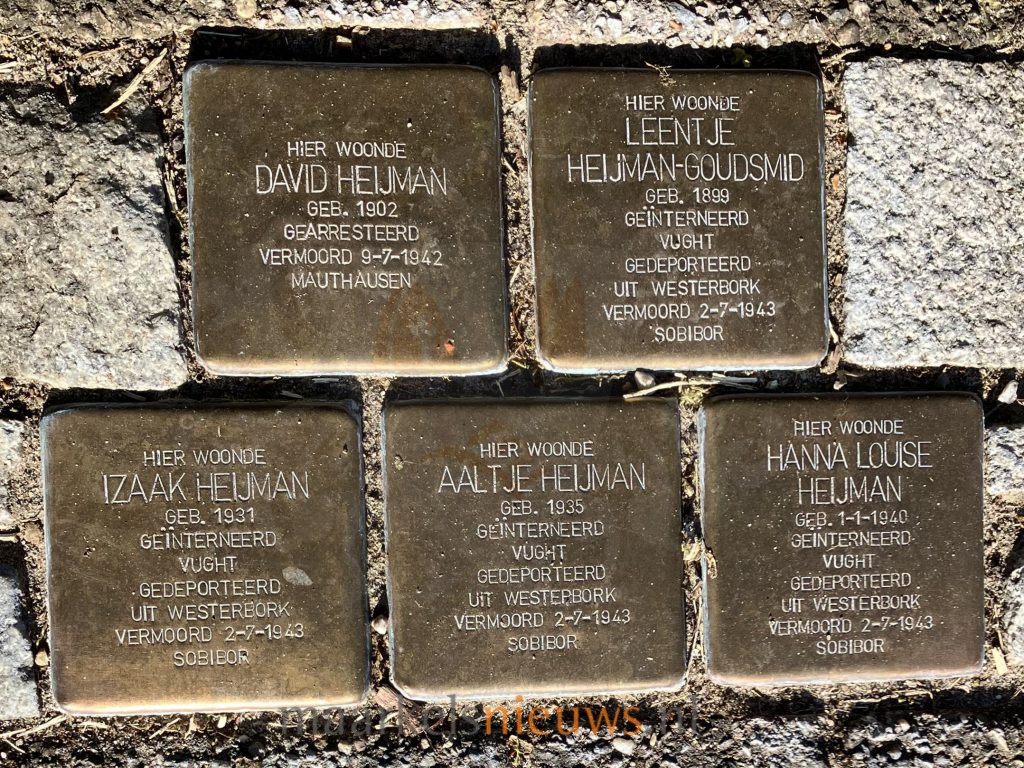 HIER WOONDE
DAVID HEIJMAN
GEB. 1902
GEARRESTEERD
VERMOORD 9-7-1942
MAUTHAUSEN
HIER WOONDE
LEENTJE
HEIJMAN-GOUDSMID
GEB. 1899
GEÏNTERNEERD
VUGHT
GEDEPORTEERD
UIT WESTERBORK
VERMOORD 2-7-1943
SOBIBOR
HIER WOONDE
IZAAK HEIJMAN
GEB. 1931
GEÏNTERNEERD
VUGHT
GEDEPORTEERD
UIT WESTERBORK
VERMOORD 2-7-1943
SOBIBOR
HIER WOONDE
AALTJE HEIJMAN
GEB. 1935
GEÏNTERNEERD
VUGHT
GEDEPORTEERD
UIT WESTERBORK
VERMOORD 2-7-1943
SOBIBOR
HIER WOONDE
HANNA LOUISE
HEIJMAN
GEB. 1-1-1940
GEÏNTERNEERD
VUGHT
GEDEPORTEERD
UIT WESTERBORK
VERMOORD 2-7-1943
SOBIBOR
maarkelsnieuws.nl